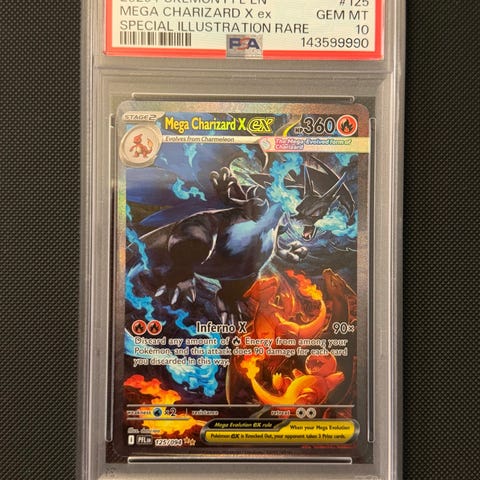 #125
MEGA CHARIZARD X ex GEM MT
SPECIAL ILLUSTRATION RARE PSA 10
143599990
STAGE 2 Mega Charizard X ex HP 360
Evolves from Charmeleon
The Mega-Evolved form of
Charizard
Inferno X 90×
Discard any amount of Energy from among your
Pokémon, and this attack does 90 damage for each card
you discarded in this way.
weakness ×2 resistance retreat
Mega Evolution ex rule
When your Mega Evolution
Pokémon ex is Knocked Out, your opponent takes 3 Prize cards.
PFL EN 125/094